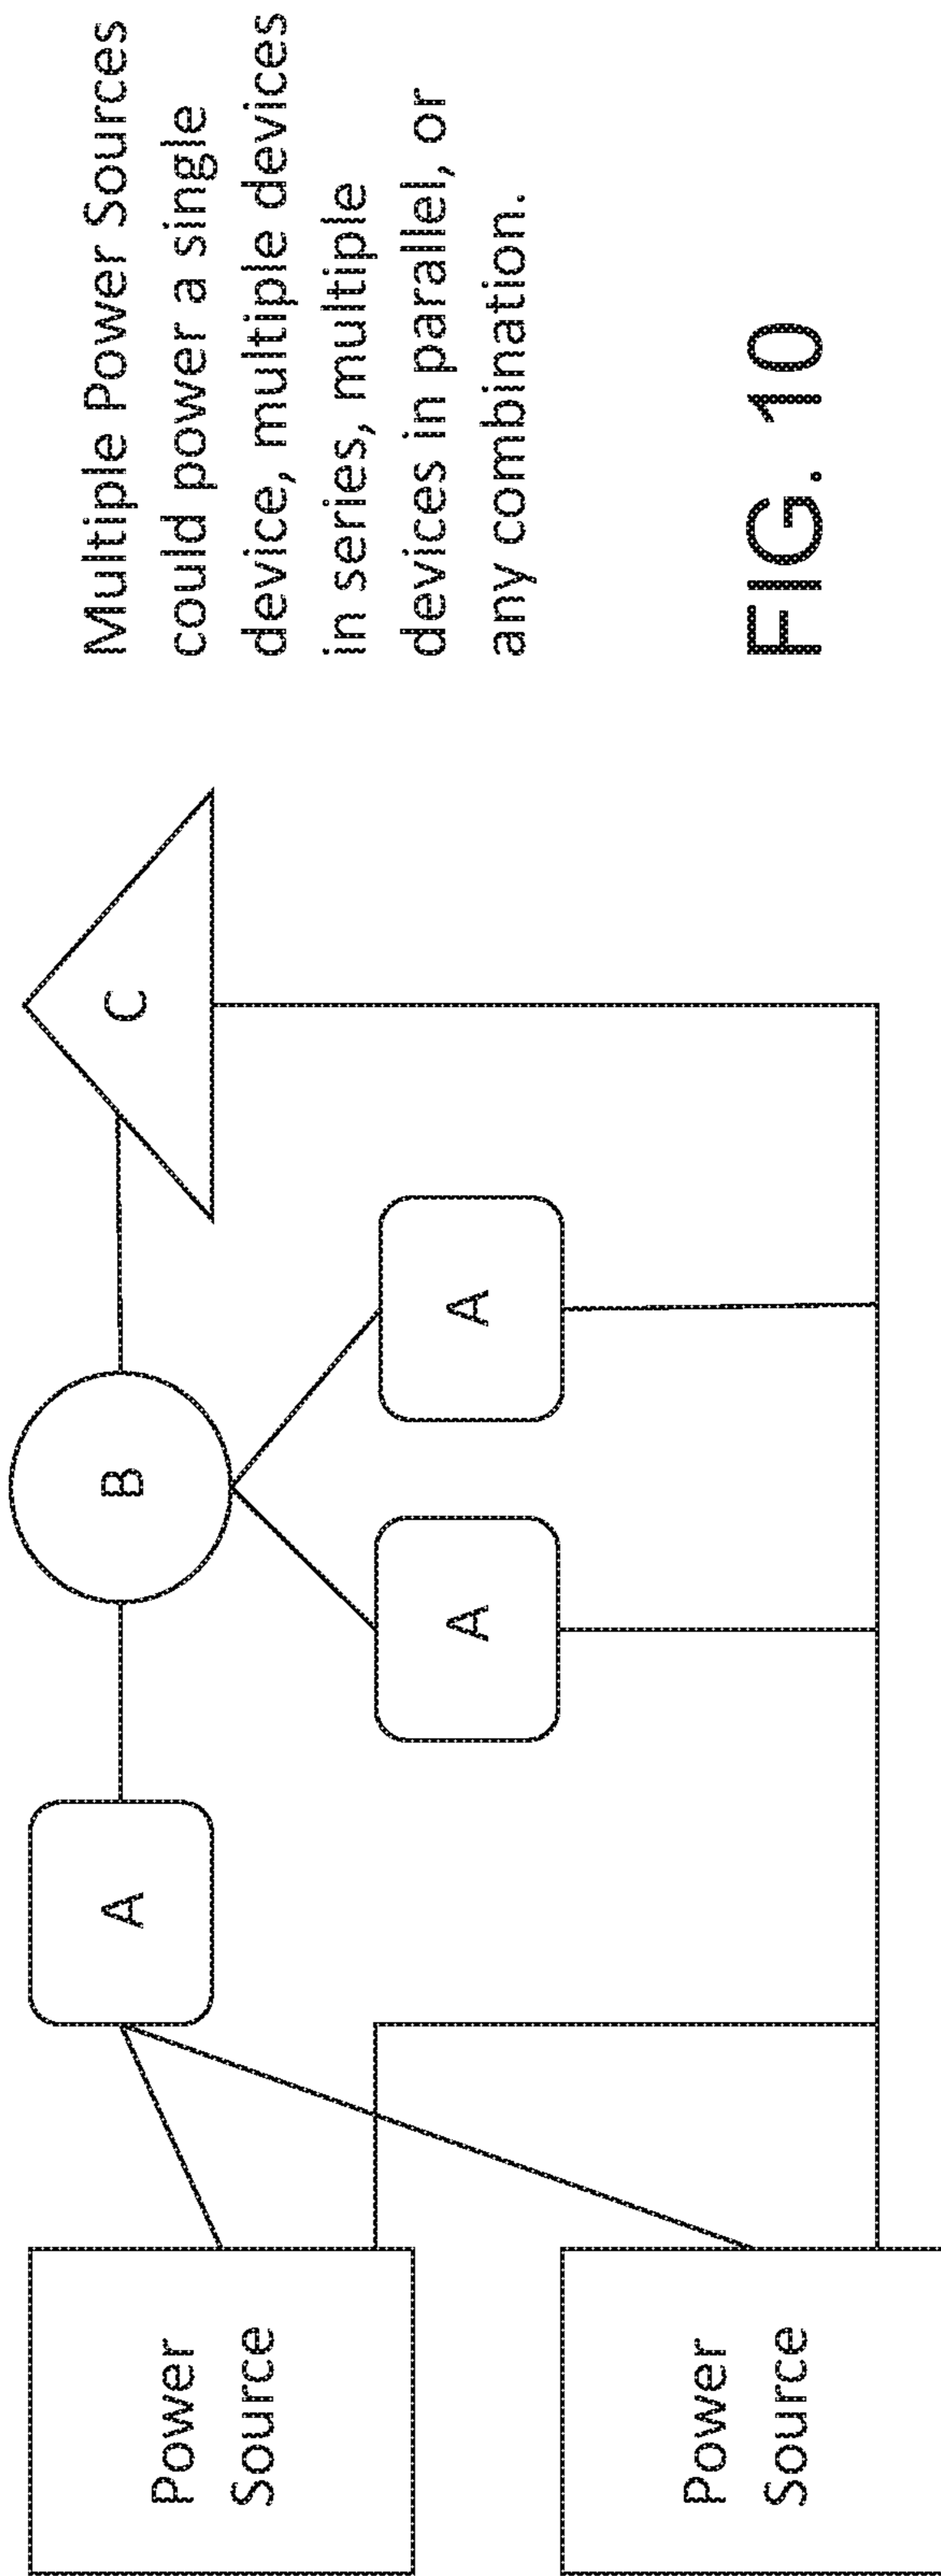 Power
Source
Power
Source
A
B
C
A
A
Multiple Power Sources
could power a single
device, multiple devices
in series, multiple
devices in parallel, or
any combination.
FIG. 10